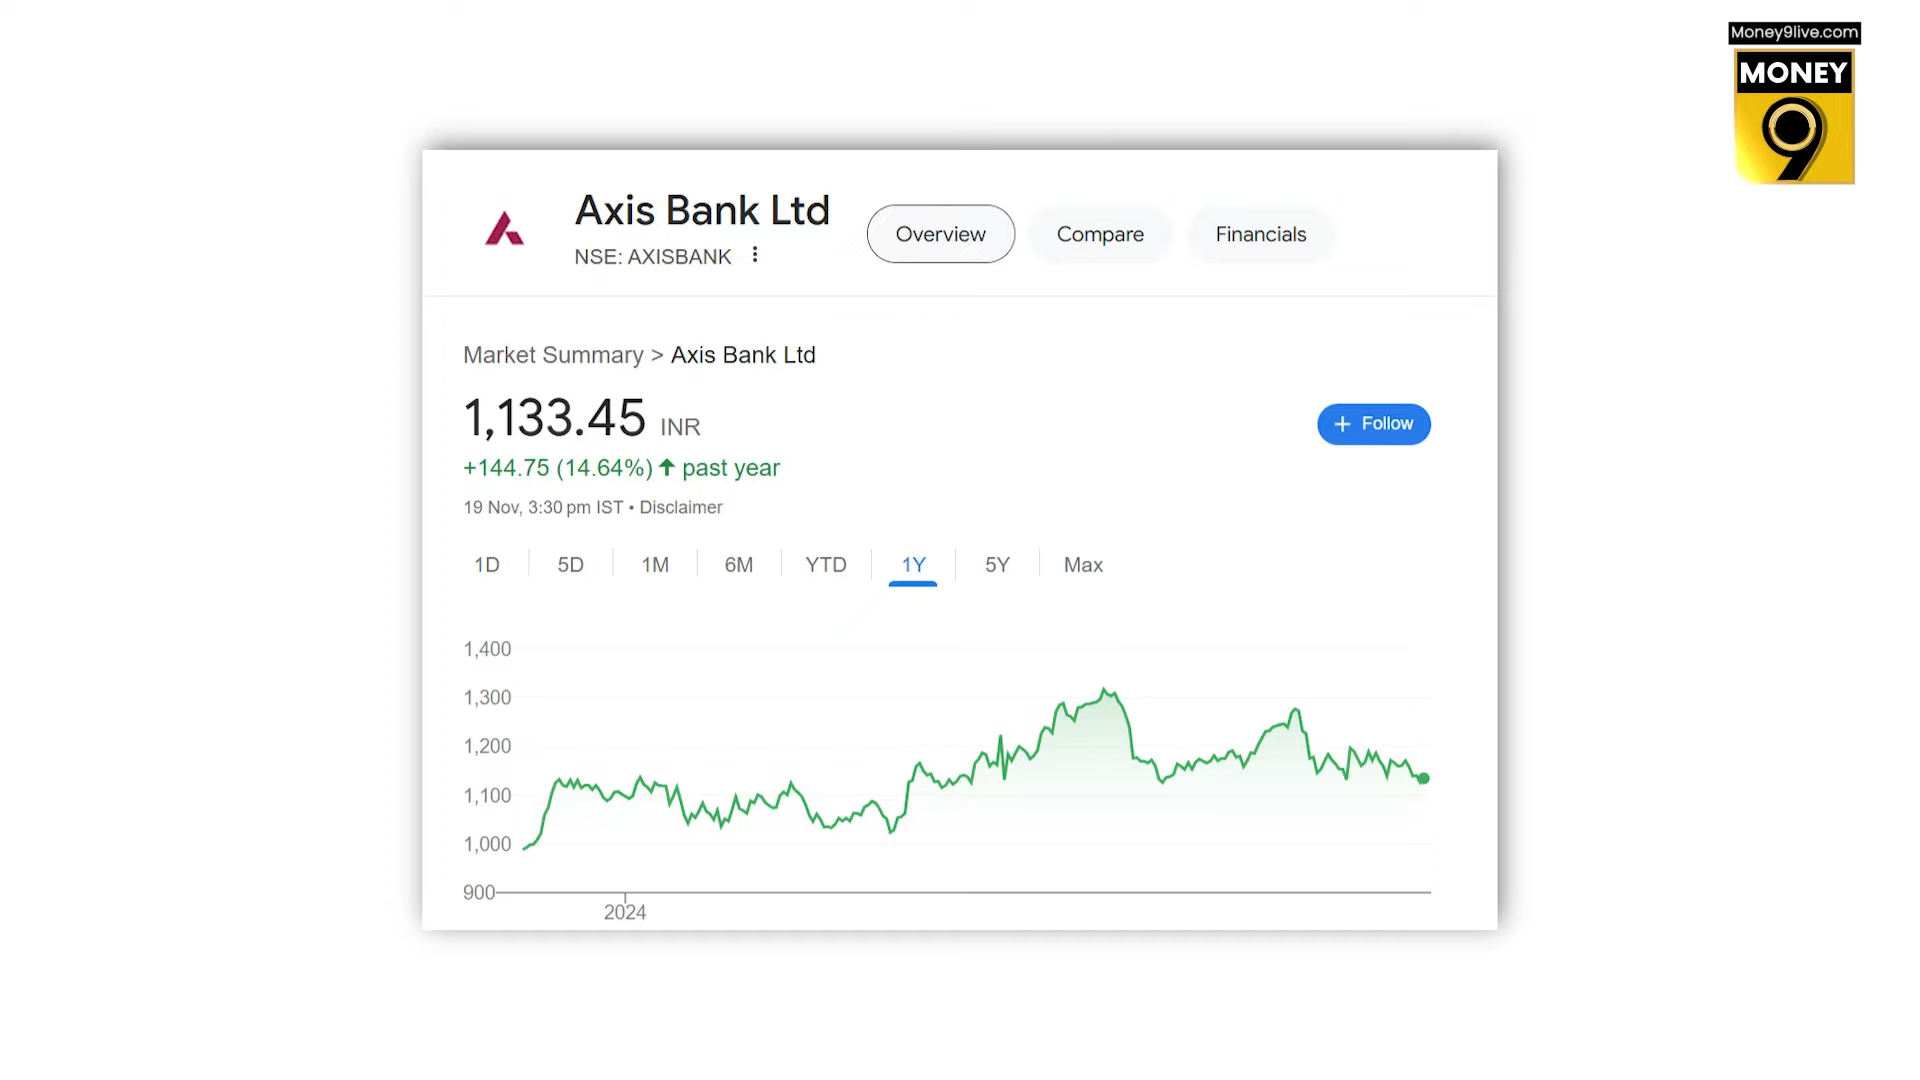 Money9live.com
MONEY
9
Axis Bank Ltd
NSE: AXISBANK
Overview
Compare
Financials
Market Summary > Axis Bank Ltd
1,133.45 INR
+ Follow
+144.75 (14.64%) ↑ past year
19 Nov, 3:30 pm IST • Disclaimer
1D
5D
1M
6M
YTD
1Y
5Y
Max
1,400
1,300
1,200
1,100
1,000
900
2024